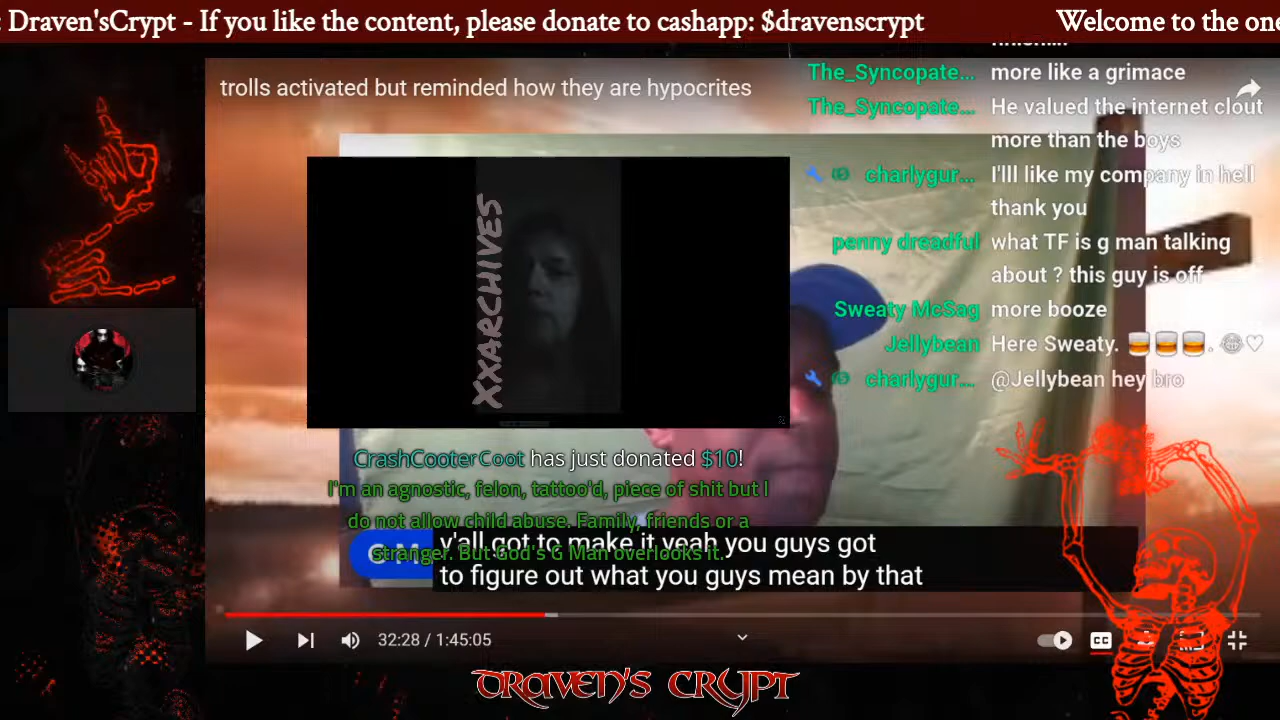 : Draven'sCrypt - If you like the content, please donate to cashapp: $dravenscrypt
Welcome to the one
trolls activated but reminded how they are hypocrites
The_Syncopate... more like a grimace
The_Syncopate... He valued the internet clout
more than the boys
charlygur... I'lll like my company in hell
thank you
penny dreadful what TF is g man talking
about ? this guy is off
Sweaty McSag more booze
Jellybean Here Sweaty. 🥃🥃🥃. 😂♡
charlygur... @Jellybean hey bro
XXARCHIVES
CrashCooterCoot has just donated $10!
I'm an agnostic, felon, tattoo'd, piece of shit but I
do not allow child abuse. Family, friends or a
stranger. But God's G Man overlooks it.
G M
y'all got to make it yeah you guys got
to figure out what you guys mean by that
32:28 / 1:45:05
CC
DRAVEN'S CRYPT